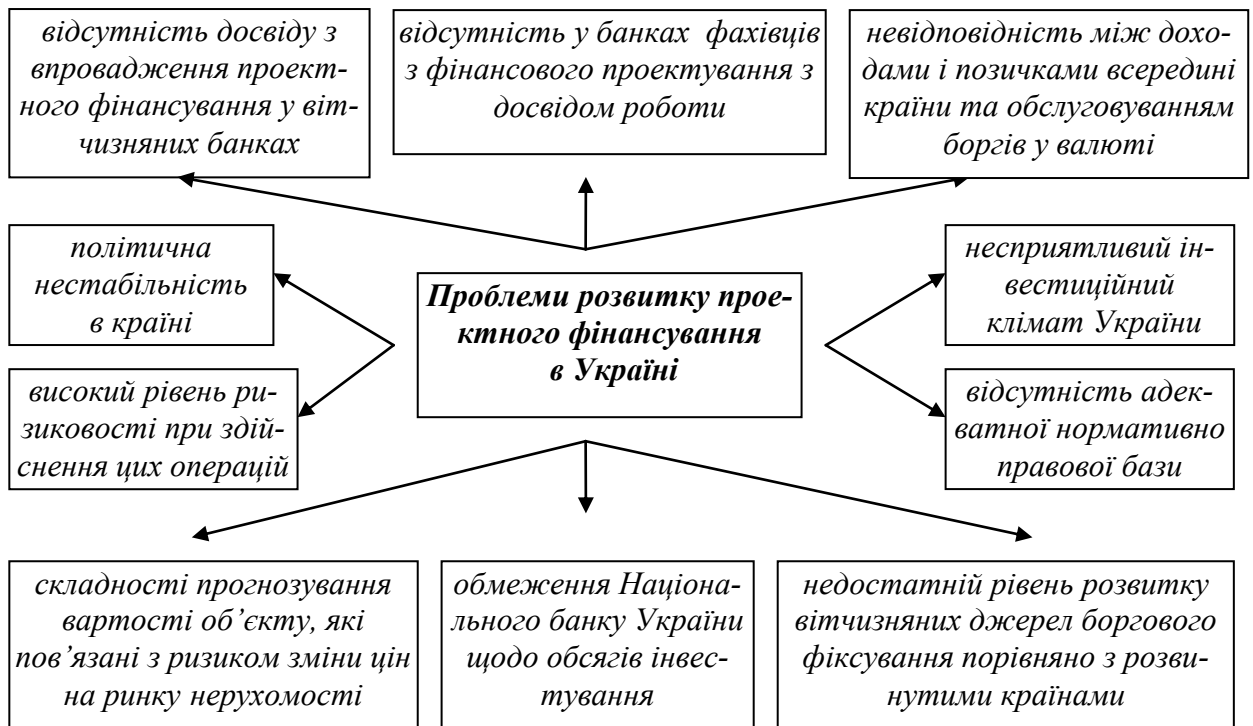 відсутність досвіду з
впровадження проект-
ного фінансування у віт-
чизняних банках
відсутність у банках фахівців
з фінансового проектування з
досвідом роботи
невідповідність між дохо-
дами і позичками всередині
країни та обслуговуванням
боргів у валюті
політична
нестабільність
в країні
Проблеми розвитку прое-
ктного фінансування
в Україні
несприятливий ін-
вестиційний
клімат України
високий рівень ри-
зиковості при здій-
снення цих операцій
відсутність адек-
ватної нормативно
правової бази
складності прогнозування
вартості об’єкту, які
пов’язані з ризиком зміни цін
на ринку нерухомості
обмеження Націона-
льного банку України
щодо обсягів інвес-
тування
недостатній рівень розвитку
вітчизняних джерел боргового
фіксування порівняно з розви-
нутими країнами